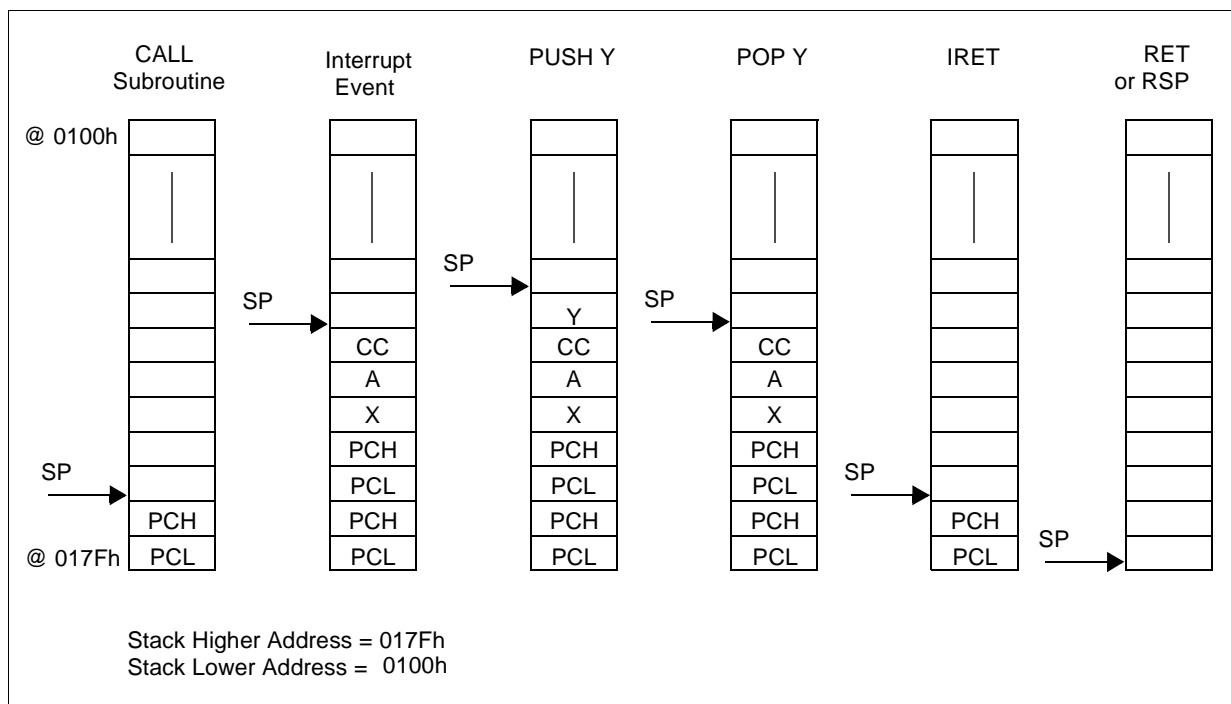 CALL
Subroutine
Interrupt
Event
PUSH Y
POP Y
IRET
RET
or RSP
@ 0100h
SP
SP
SP
Y
CC
CC
CC
A
A
A
X
X
X
PCH
PCH
PCH
SP
PCL
PCL
PCL
SP
PCH
PCH
PCH
PCH
PCH
@ 017Fh
PCL
PCL
PCL
PCL
PCL
SP
Stack Higher Address = 017Fh
Stack Lower Address = 0100h